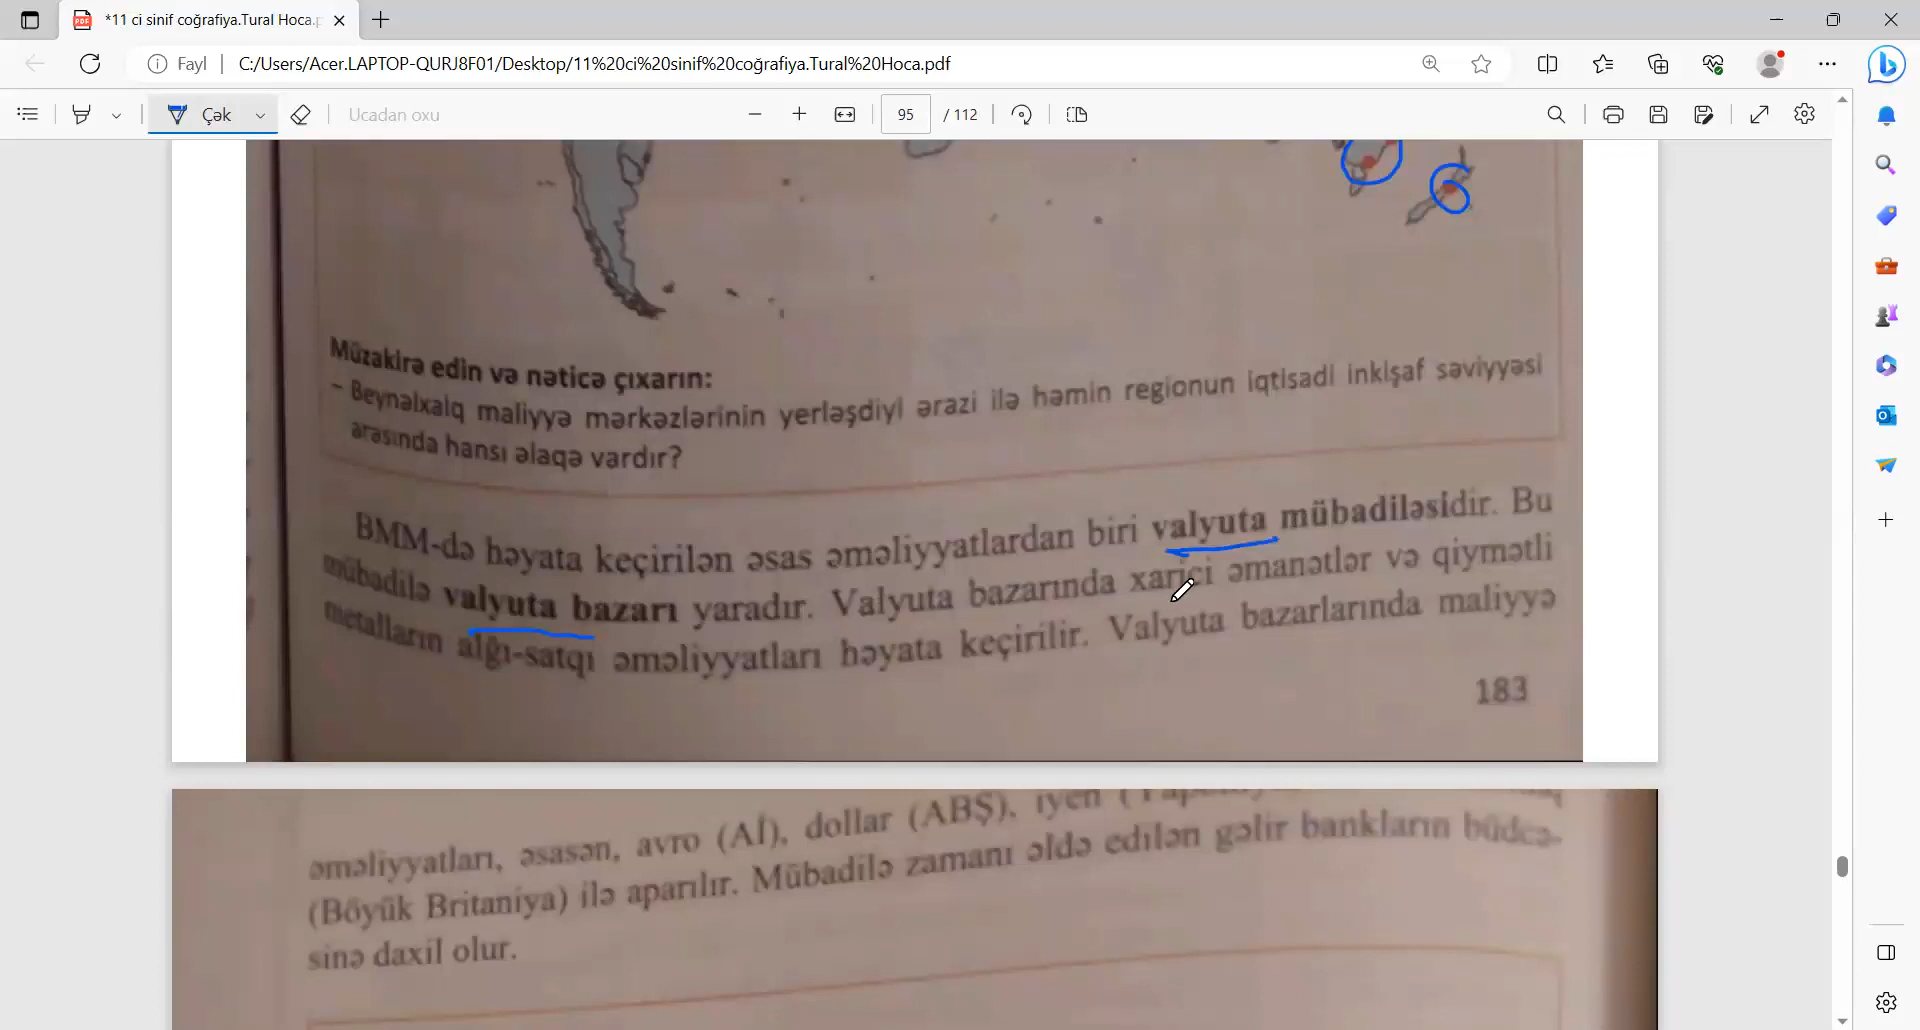 *11 ci sinif coğrafiya.Tural Hoca.p
Fayl
C:/Users/Acer.LAPTOP-QURJ8F01/Desktop/11%20ci%20sinif%20coğrafiya.Tural%20Hoca.pdf
Çək
Ucadan oxu
95 / 112
Müzakirə edin və nəticə çıxarın:
– Beynəlxalq maliyyə mərkəzlərinin yerləşdiyi ərazi ilə həmin regionun iqtisadi inkişaf səviyyəsi
arasında hansı əlaqə vardır?
BMM-də həyata keçirilən əsas əməliyyatlardan biri valyuta mübadiləsidir. Bu
mübadilə valyuta bazarı yaradır. Valyuta bazarında xarici əmanətlər və qiymətli
metalların alğı-satqı əməliyyatları həyata keçirilir. Valyuta bazarlarında maliyyə
183
əməliyyatları, əsasən, avro (Aİ), dollar (ABŞ), iyen
(Böyük Britaniya) ilə aparılır. Mübadilə zamanı əldə edilən gəlir bankların büdcə-
sinə daxil olur.